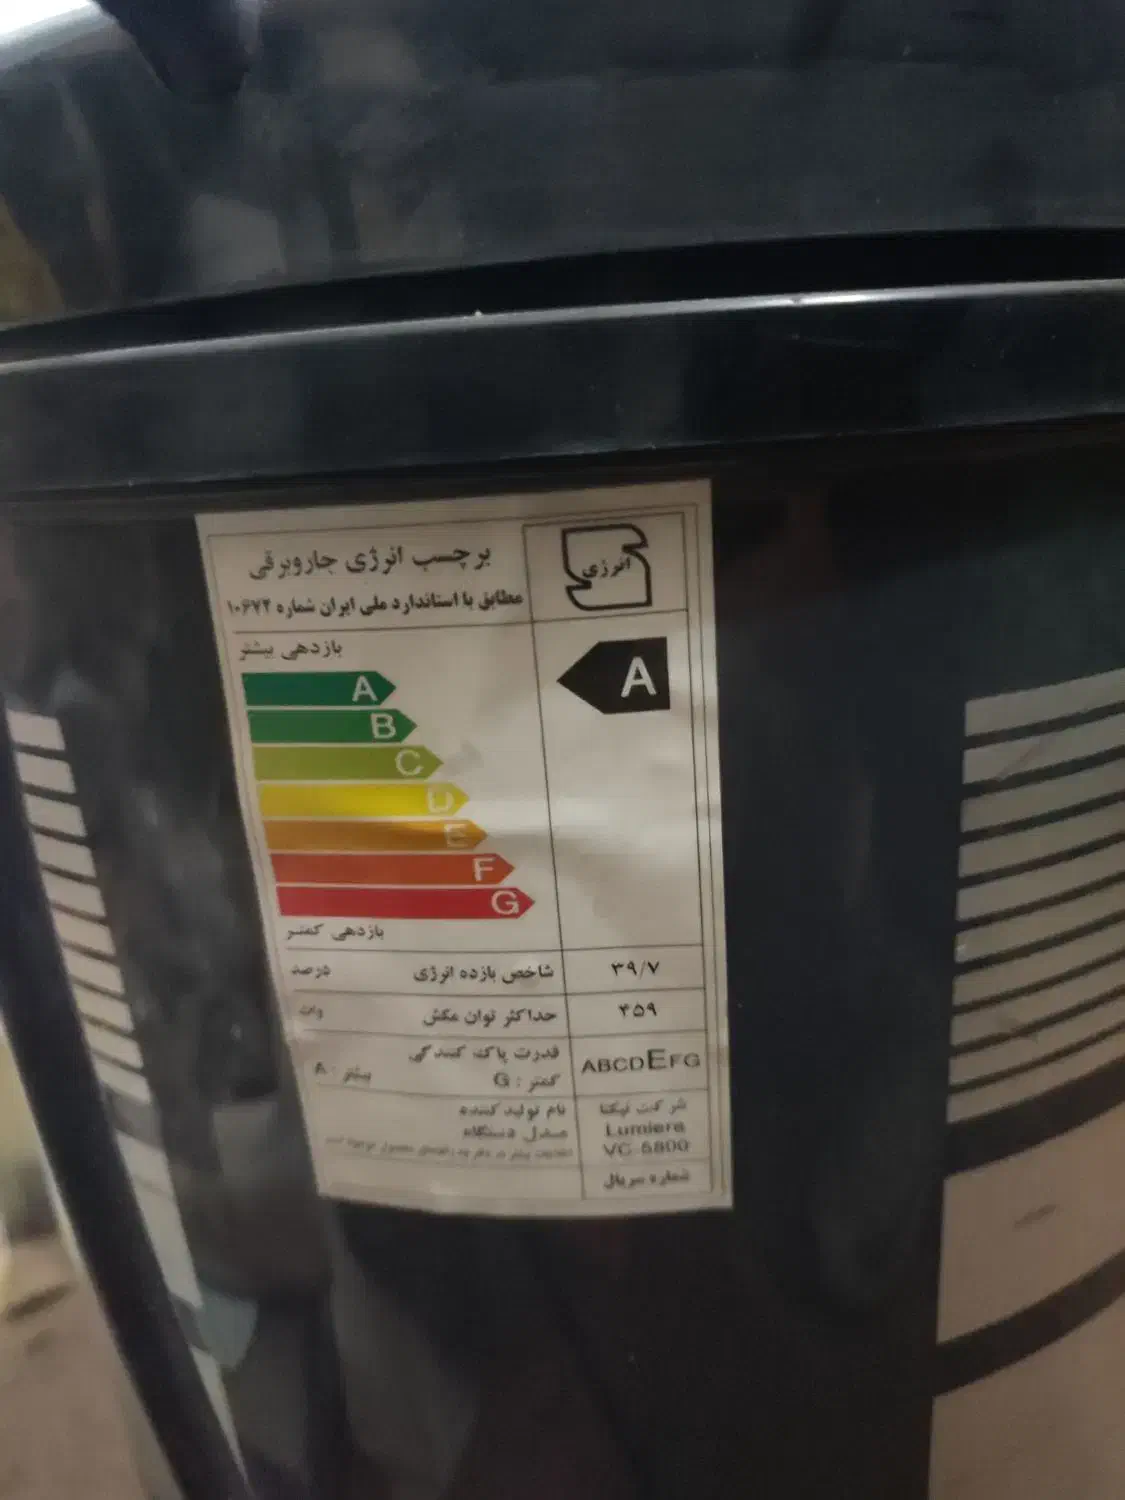 برچسب انرژی جاروبرقی
مطابق با استاندارد ملی ایران شماره ۱۰۶۷۴
انرژی
بازدهی بیشتر
A
A
B
C
D
E
F
G
بازدهی کمتر
شاخص بازده انرژی درصد ۳۹/۷
حداکثر توان مکش وات ۴۵۹
قدرت پاک کنندگی
بیشتر : A کمتر : G
ABCDEFG
نام تولید کننده شرکت
مدل دستگاه Lumiera
VC 5800
شماره سریال